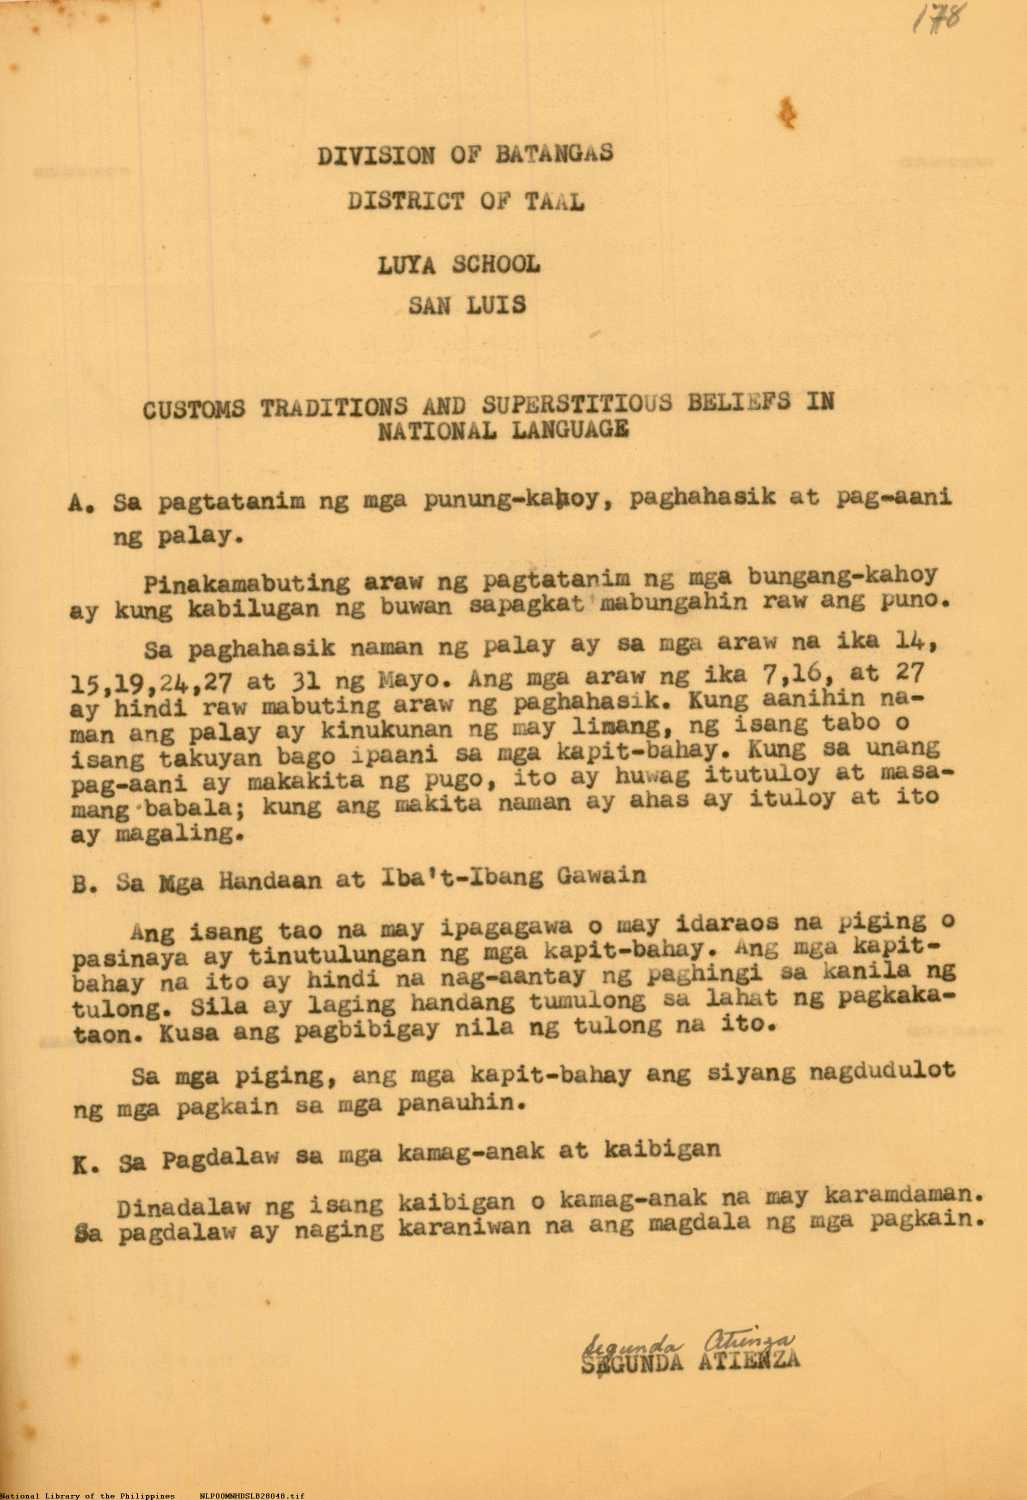 178
DIVISION OF BATANGAS
DISTRICT OF TAAL
LUYA SCHOOL
SAN LUIS
CUSTOMS TRADITIONS AND SUPERSTITIOUS BELIEFS IN
NATIONAL LANGUAGE
A. Sa pagtatanim ng mga punung-kahoy, paghahasik at pag-aani
ng palay.
Pinakamabuting araw ng pagtatanim ng mga bungang-kahoy
ay kung kabilugan ng buwan sapagkat mabungahin raw ang puno.
Sa paghahasik naman ng palay ay sa mga araw na ika 14,
15,19,24,27 at 31 ng Mayo. Ang mga araw ng ika 7,16, at 27
ay hindi raw mabuting araw ng paghahasik. Kung aanihin na-
man ang palay ay kinukunan ng may limang, ng isang tabo o
isang takuyan bago ipaani sa mga kapit-bahay. Kung sa unang
pag-aani ay makakita ng pugo, ito ay huwag itutuloy at masa-
mang babala; kung ang makita naman ay ahas ay ituloy at ito
ay magaling.
B. Sa Mga Handaan at Iba't-Ibang Gawain
Ang isang tao na may ipagagawa o may idaraos na piging o
pasinaya ay tinutulungan ng mga kapit-bahay. Ang mga kapit-
bahay na ito ay hindi na nag-aantay ng paghingi sa kanila ng
tulong. Sila ay laging handang tumulong sa lahat ng pagkaka-
taon. Kusa ang pagbibigay nila ng tulong na ito.
Sa mga piging, ang mga kapit-bahay ang siyang nagdudulot
ng mga pagkain sa mga panauhin.
K. Sa Pagdalaw sa mga kamag-anak at kaibigan
Dinadalaw ng isang kaibigan o kamag-anak na may karamdaman.
Sa pagdalaw ay naging karaniwan na ang magdala ng mga pagkain.
Segunda Atienza
SEGUNDA ATIENZA
National Library of the Philippines NLPOOMNHDSLB28048.tif